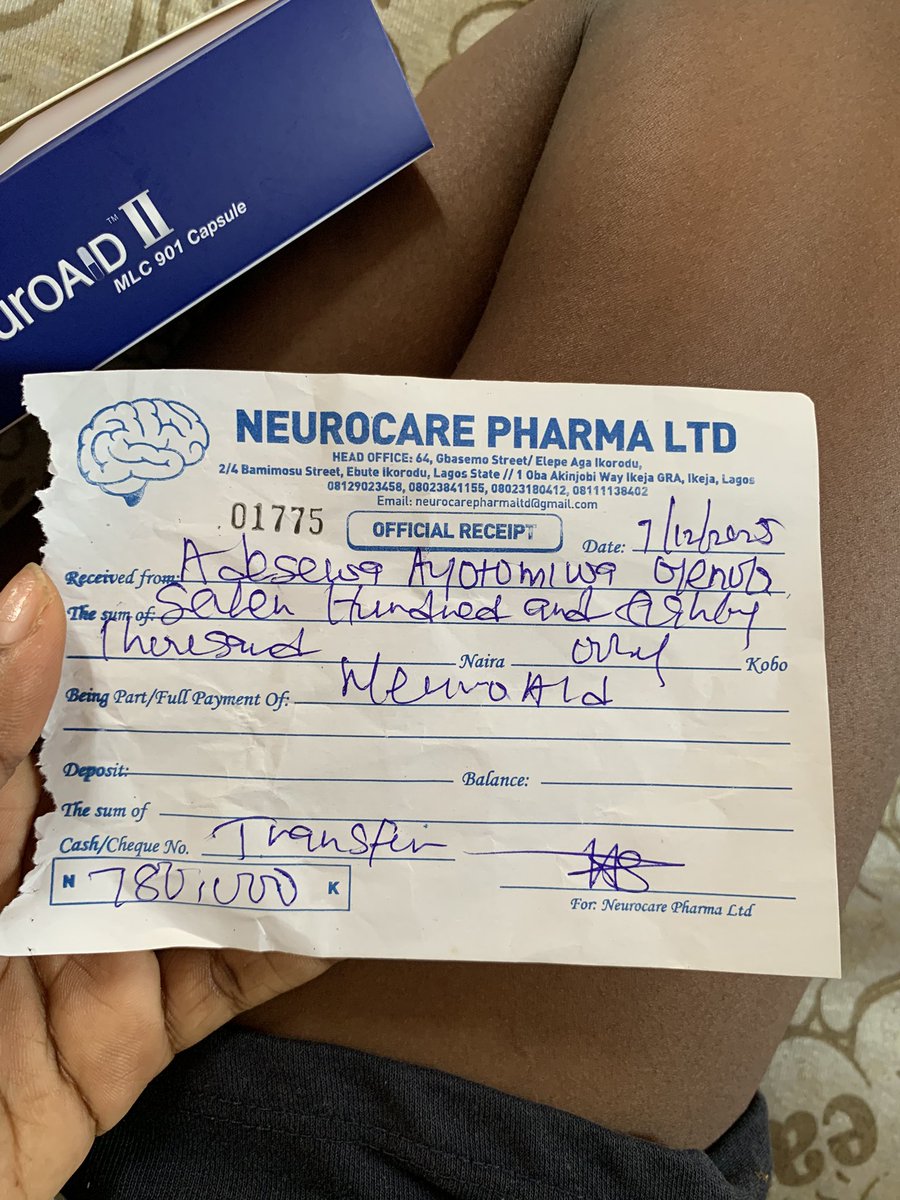 uroAiD™ II
MLC 901 Capsule
NEUROCARE PHARMA LTD
HEAD OFFICE: 64, Gbasemo Street/ Elepe Aga Ikorodu,
2/4 Bamimosu Street, Ebute Ikorodu, Lagos State // 1 Oba Akinjobi Way Ikeja GRA, Ikeja, Lagos
08129023458, 08023841155, 08023180412, 08111138402
Email: neurocarepharmaltd@gmail.com
01775 OFFICIAL RECEIPT Date: 7/12/2025
Received from: Adesewa Ayotomiwa
The sum of: Seven Hundred and Eighty
Thousand Naira only Kobo
Being Part/Full Payment Of: NeuroAid
Deposit: Balance:
The sum of
Cash/Cheque No. Transfer
N 780,000 K
For: Neurocare Pharma Ltd